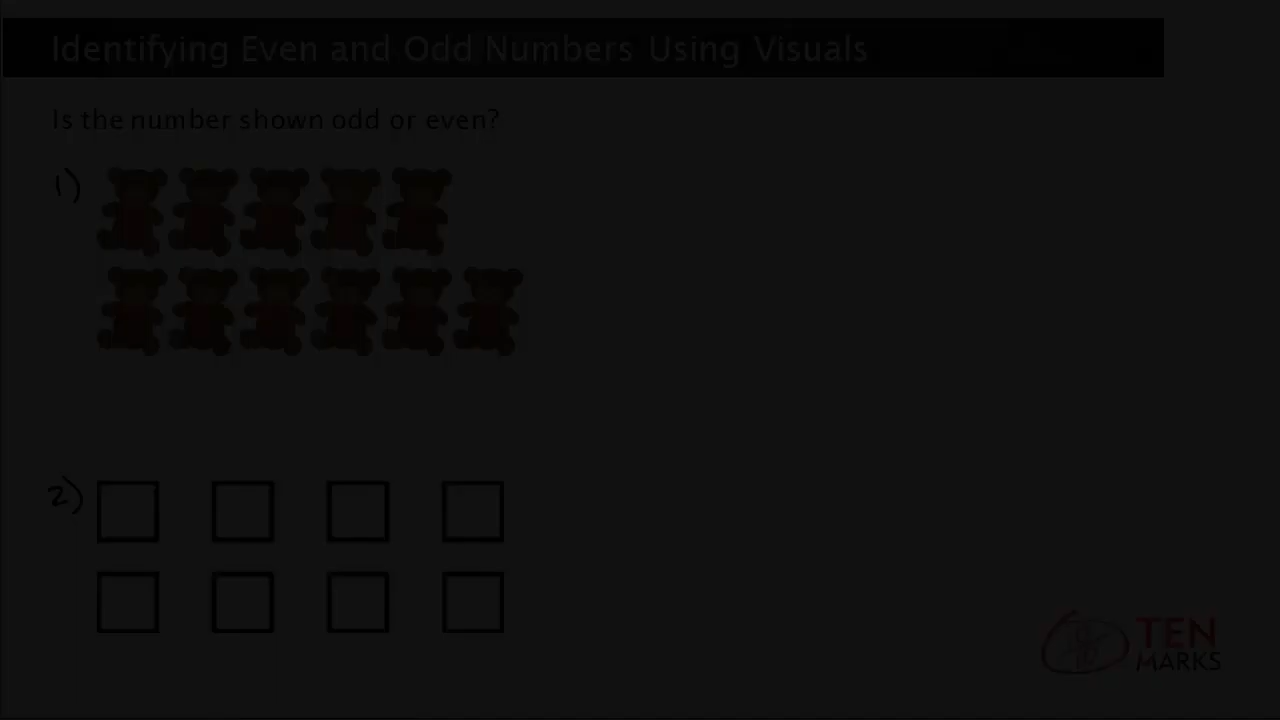 Identifying Even and Odd Numbers Using Visuals
Is the number shown odd or even?
1)
2)
TEN
MARKS